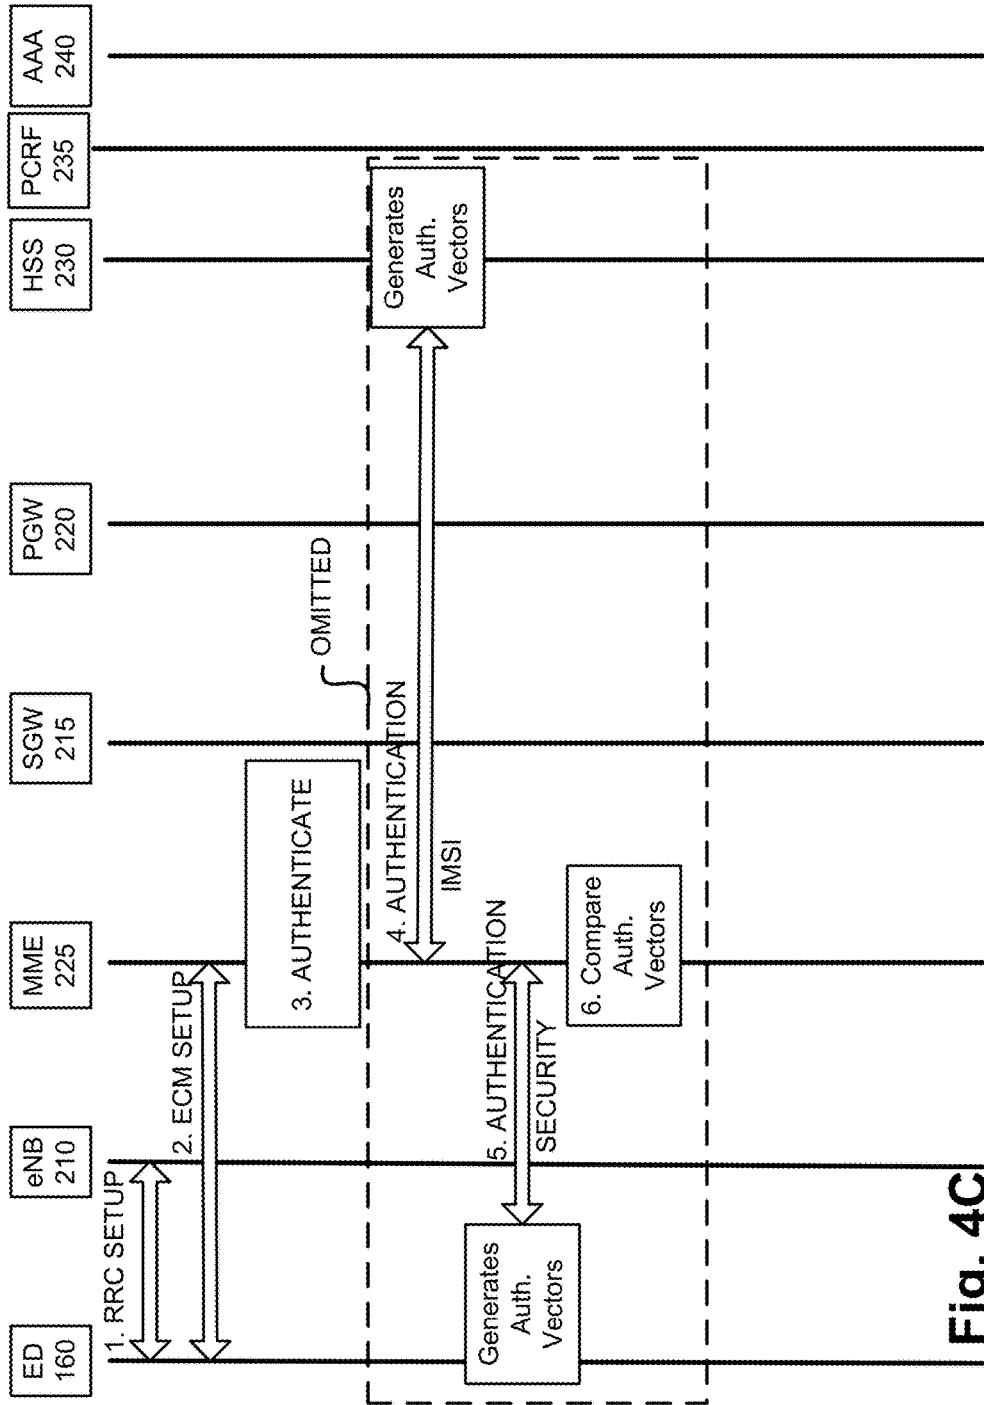 ED
160
eNB
210
MME
225
SGW
215
PGW
220
HSS
230
PCRF
235
AAA
240
1. RRC SETUP
2. ECM SETUP
3. AUTHENTICATE
OMITTED
4. AUTHENTICATION
IMSI
Generates
Auth.
Vectors
5. AUTHENTICATION
SECURITY
Generates
Auth.
Vectors
6. Compare
Auth.
Vectors
Fig. 4C